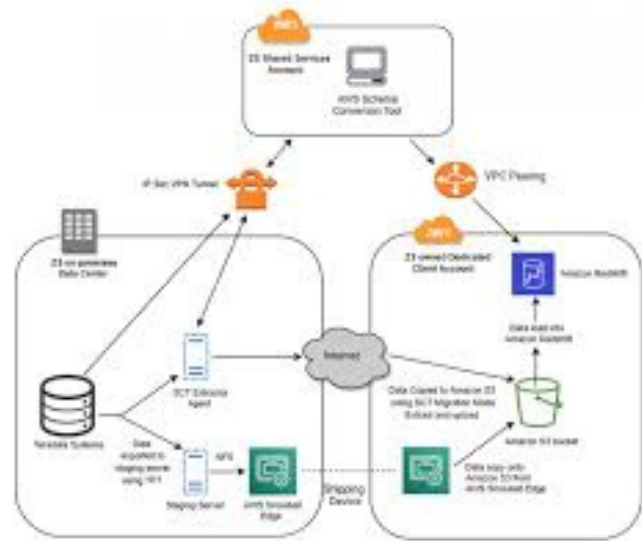 AWS
ZS Shared Services
Account
AWS Schema
Conversion Tool
IP Sec VPN Tunnel
VPC Peering
ZS on-premises
Data Center
AWS
ZS owned Dedicated
Client Account
Amazon Redshift
Data load into
Amazon Redshift
Internet
SCT Extractor
Agent
Data Copied to Amazon S3
using SCT Migration Mode
Extract and upload
Amazon S3 bucket
Teradata Systems
Data
exported to
staging server
using
NFS
Staging Server
AWS Snowball
Edge
Shipping
Device
Data copy onto
Amazon S3 from
AWS Snowball Edge